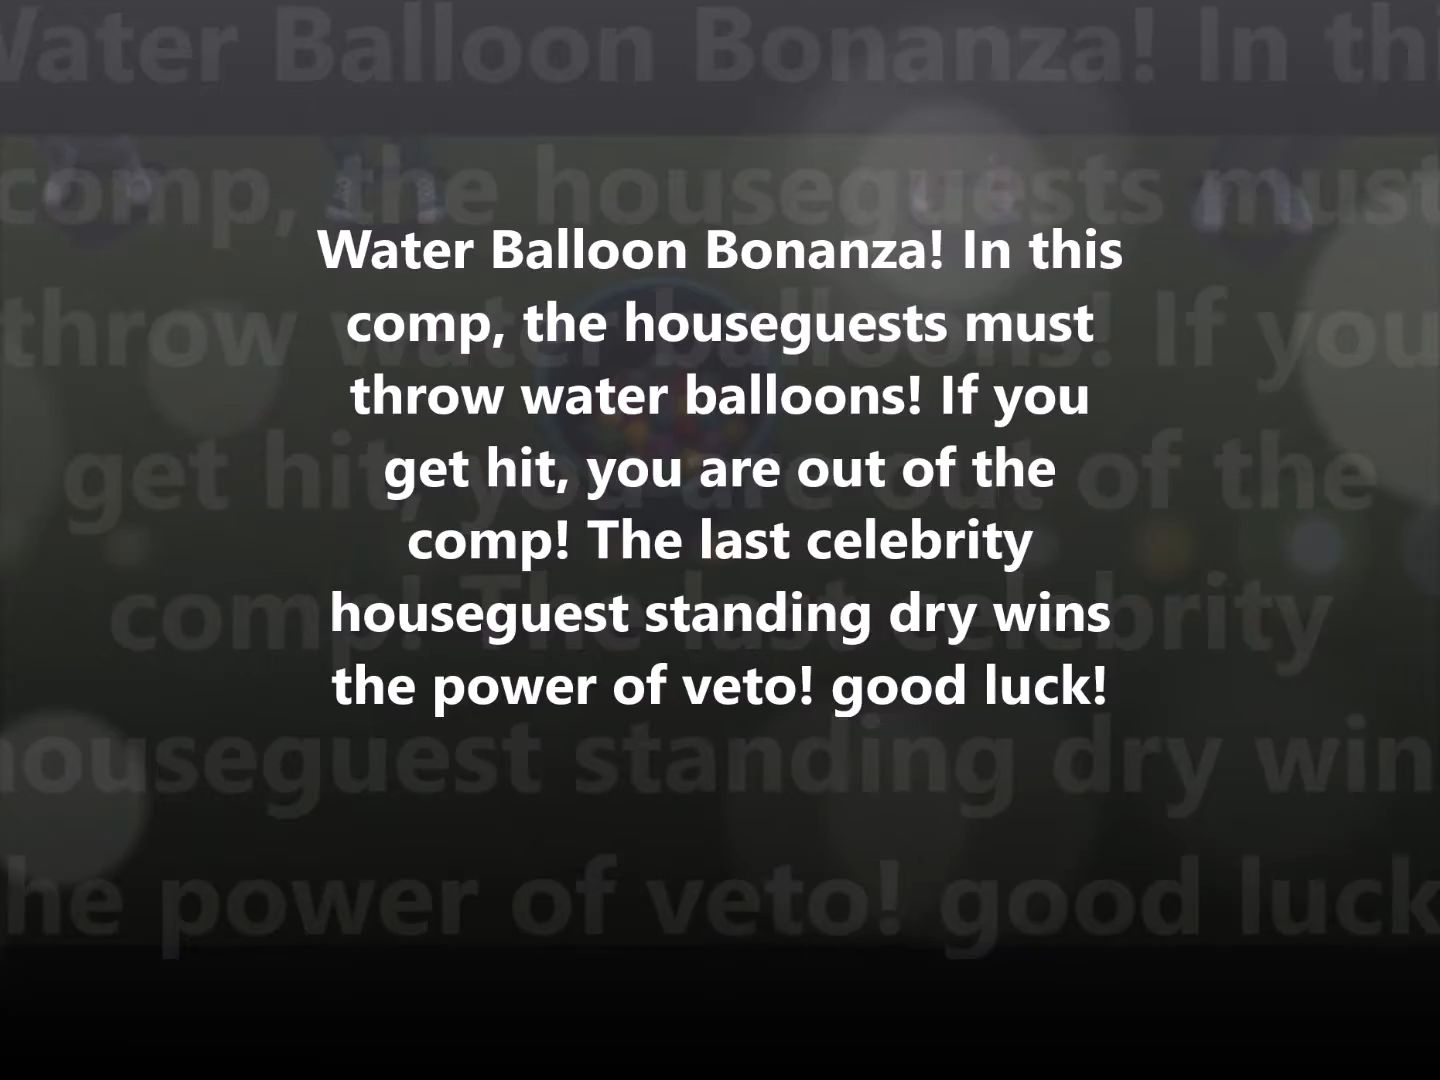 Water Balloon Bonanza! In this
comp, the houseguests must
throw water balloons! If you
get hit, you are out of the
comp! The last celebrity
houseguest standing dry wins
the power of veto! good luck!